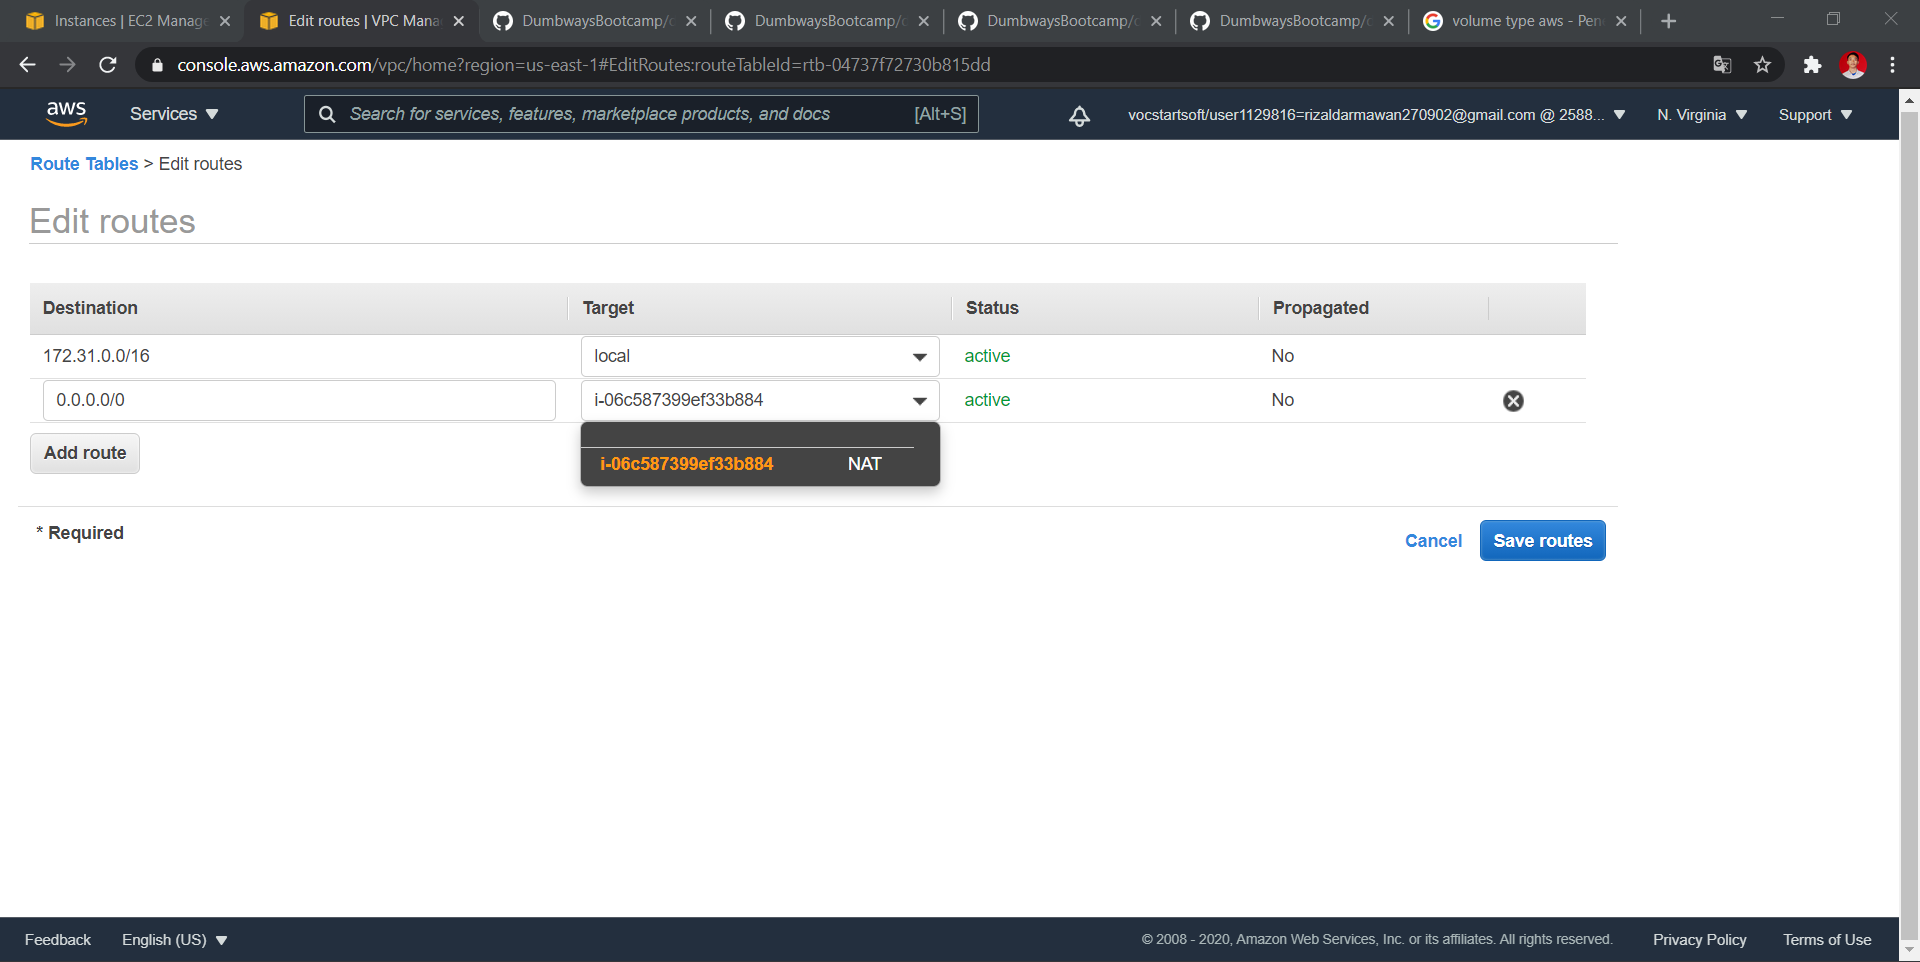 Instances | EC2 Manage
Edit routes | VPC Mana
DumbwaysBootcamp/
DumbwaysBootcamp/
DumbwaysBootcamp/
DumbwaysBootcamp/
volume type aws - Pen
console.aws.amazon.com/vpc/home?region=us-east-1#EditRoutes:routeTableId=rtb-04737f72730b815dd
aws
Services
Search for services, features, marketplace products, and docs
[Alt+S]
vocstartsoft/user1129816=rizaldarmawan270902@gmail.com @ 2588...
N. Virginia
Support
Route Tables > Edit routes
Edit routes
Destination
Target
Status
Propagated
172.31.0.0/16
local
active
No
0.0.0.0/0
i-06c587399ef33b884
active
No
Add route
i-06c587399ef33b884
NAT
* Required
Cancel
Save routes
Feedback
English (US)
© 2008 - 2020, Amazon Web Services, Inc. or its affiliates. All rights reserved.
Privacy Policy
Terms of Use